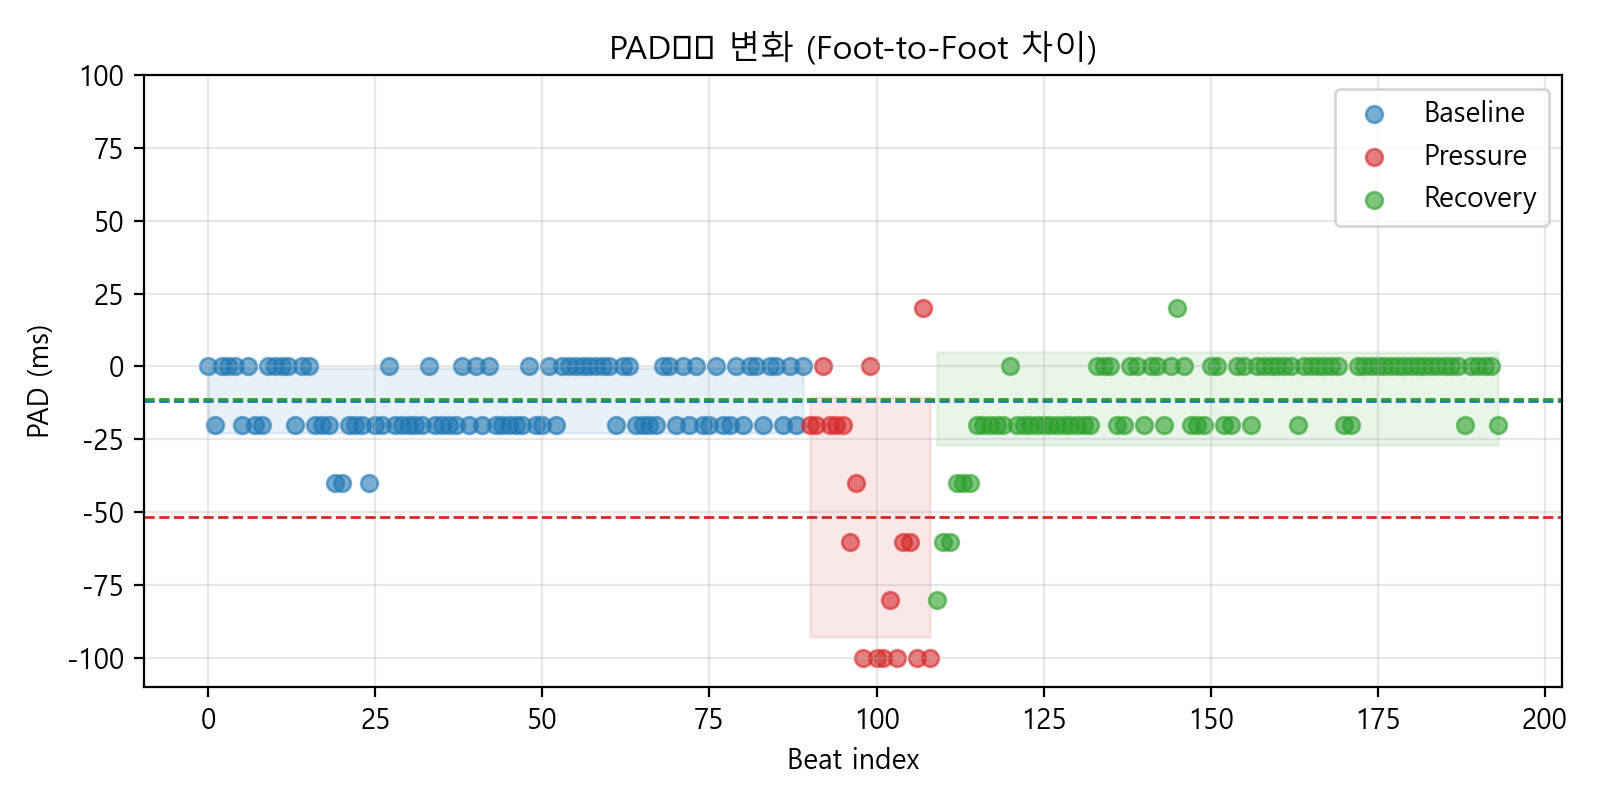 PAD▯▯ 변화 (Foot-to-Foot 차이)
100
75
50
25
0
-25
-50
-75
-100
PAD (ms)
Baseline
Pressure
Recovery
0 25 50 75 100 125 150 175 200
Beat index